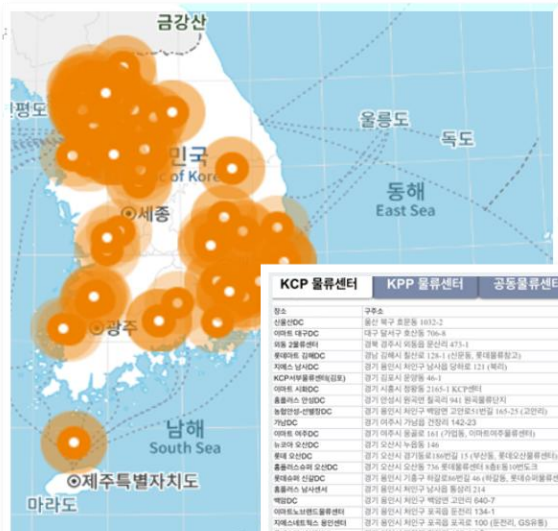 금강산
평도
울릉도
독도
민국
of Korea
세종
동해
East Sea
광주
남해
South Sea
제주특별자치도
마라도
KCP 물류센터 KPP 물류센터 공동물류센터
장소 구주소
신울산DC 울산 북구 효문동 1032-2
이마트 대구DC 대구 달서구 호산동 706-8
외동 2물류센터 경북 경주시 외동읍 문산리 473-1
롯데마트 김해DC 경남 김해시 칠산로 128-1 (신문동, 롯데물류창고)
지에스 남사DC 경기 용인시 처인구 남사읍 당하로 121 (북리)
KCP서부물류센터(김포) 경기 김포시 운양동 46-1
이마트 시화DC 경기 시흥시 정왕동 2165-1 KCP센터
홈플러스 안성DC 경기 안성시 원곡면 칠곡리 941 원곡물류단지
농협안성-선별장DC 경기 용인시 처인구 백암면 고안로51번길 165-25 (고안리)
가남DC 경기 여주시 가남읍 건장리 142-23
이마트 여주DC 경기 여주시 웅골로 161 (가업동, 이마트여주물류센터)
뉴코아 오산DC 경기 오산시 누읍동 146
롯데 오산DC 경기 오산시 경기동로186번길 15 (부산동, 롯데오산물류센터)
홈플러스슈퍼 오산DC 경기 오산시 오산동 736 롯데물류센터 8층E동10번도크
롯데슈퍼 신갈DC 경기 용인시 기흥구 하갈로86번길 46 (하갈동, 롯데슈퍼물류센
홈플러스 남사센서 경기 용인시 처인구 남사읍 통삼리 214
백암DC 경기 용인시 처인구 백암면 고안리 640-7
이마트노브랜드물류센터 경기 용인시 처인구 포곡읍 둔전리 134-1
지에스네트웍스 용인센터 경기 용인시 처인구 포곡읍 포곡로 100 (둔전리, GS유통)